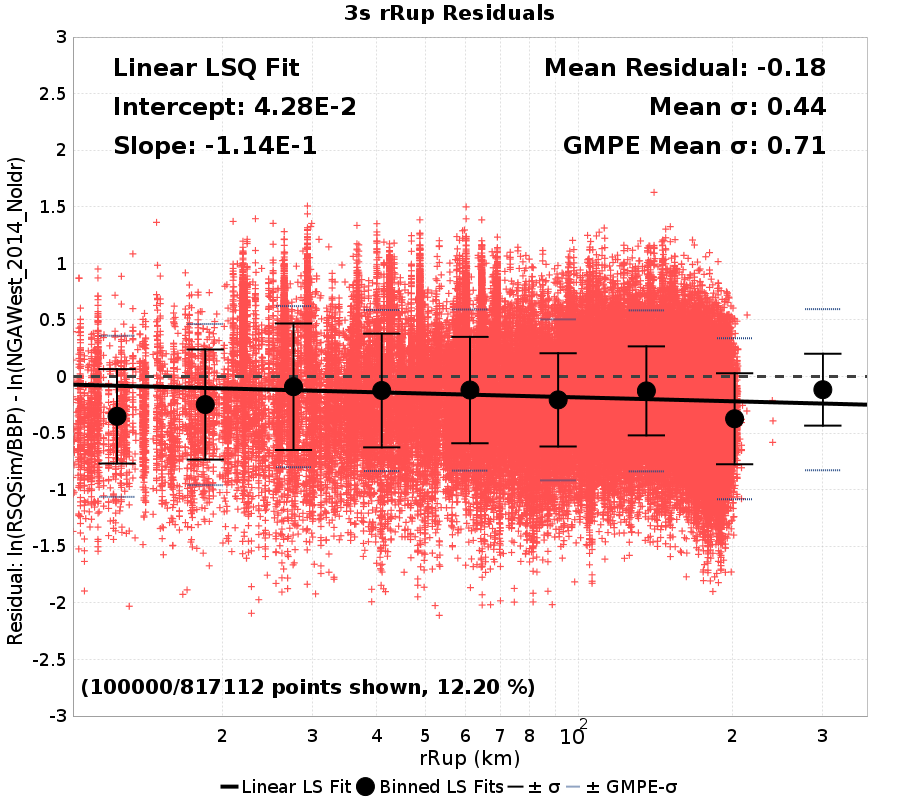 3s rRup Residuals
Linear LSQ Fit
Intercept: 4.28E-2
Slope: -1.14E-1
Mean Residual: -0.18
Mean σ: 0.44
GMPE Mean σ: 0.71
Residual: ln(RSQSim/BBP) - ln(NGAWest_2014_NoIdr)
3
2.5
2
1.5
1
0.5
0
-0.5
-1
-1.5
-2
-2.5
-3
(100000/817112 points shown, 12.20 %)
2 3 4 5 6 7 8 10² 2 3
rRup (km)
Linear LS Fit Binned LS Fits ± σ ± GMPE-σ